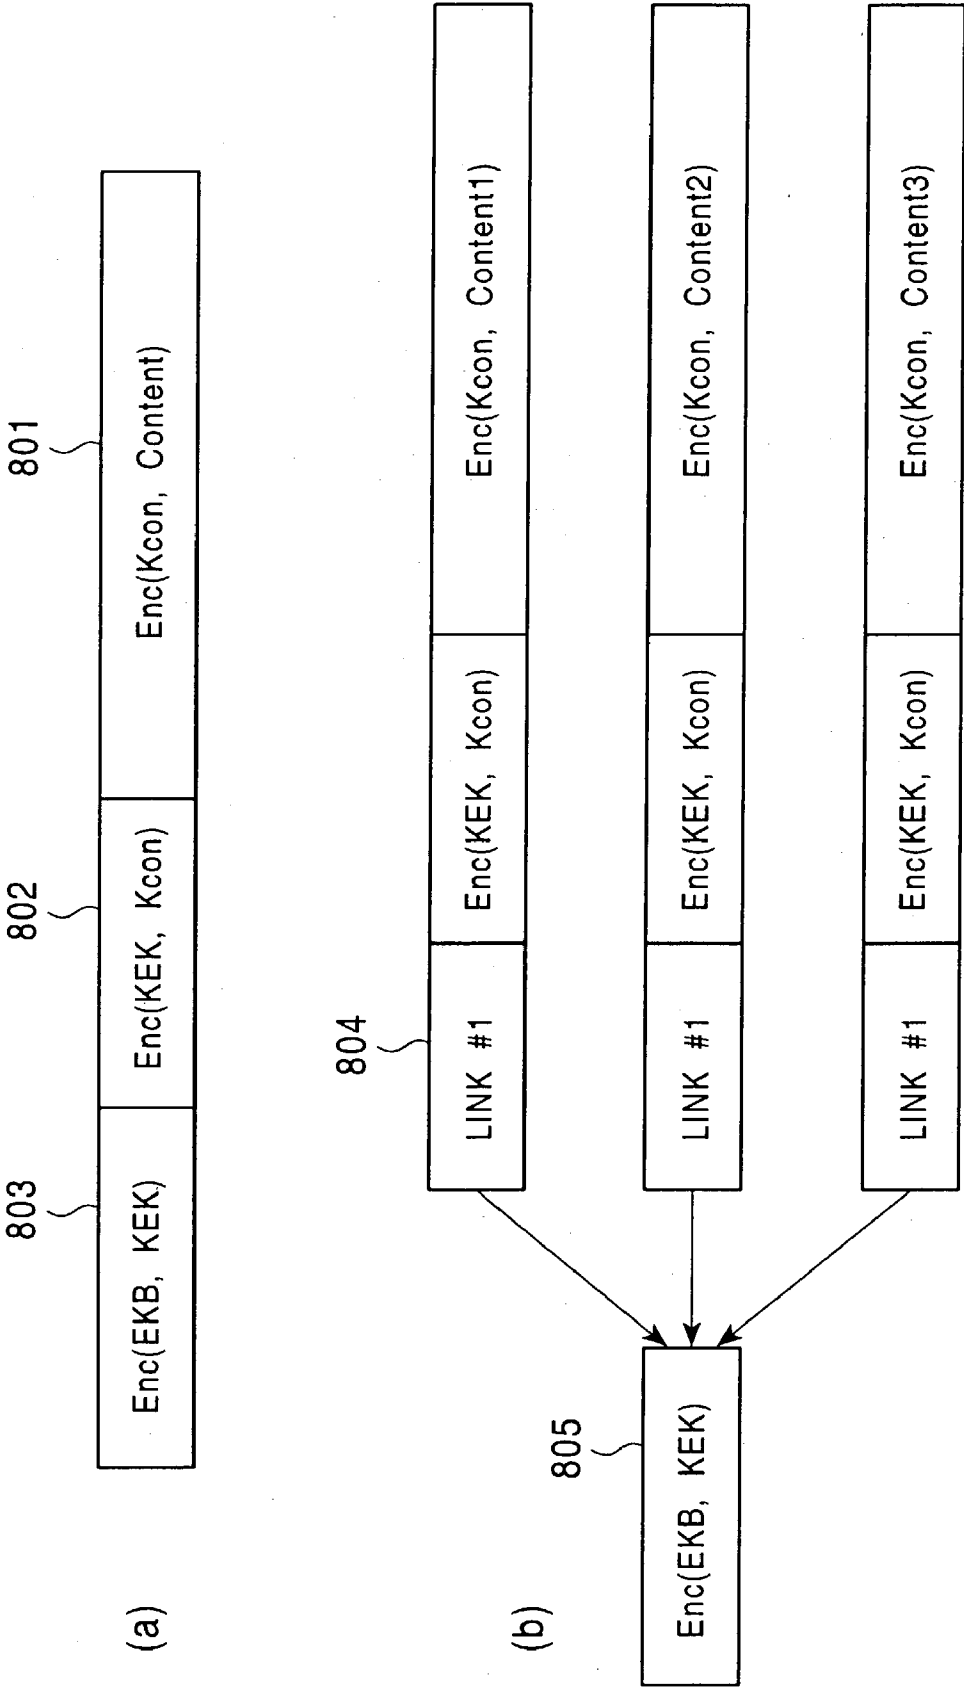 (a)
803
802
801
Enc(EKB, KEK)
Enc(KEK, Kcon)
Enc(Kcon, Content)
(b)
804
LINK #1
Enc(KEK, Kcon)
Enc(Kcon, Content1)
805
Enc(EKB, KEK)
LINK #1
Enc(KEK, Kcon)
Enc(Kcon, Content2)
LINK #1
Enc(KEK, Kcon)
Enc(Kcon, Content3)